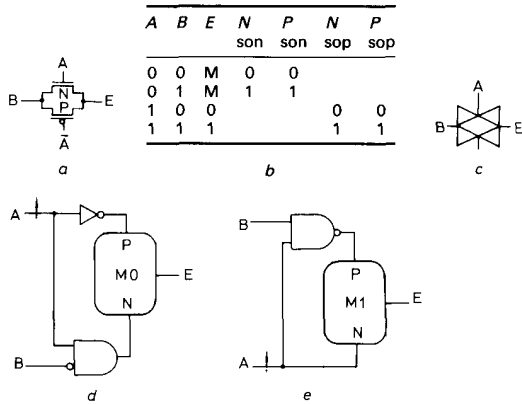 A B E N P N P
son son sop sop
0 0 M 0 0
0 1 M 1 1
1 0 0 0 0
1 1 1 1 1
A
B N E
P
Ā
a
b
A
B E
c
A
P
M0 E
N
B
d
B
P
M1 E
N
A
e